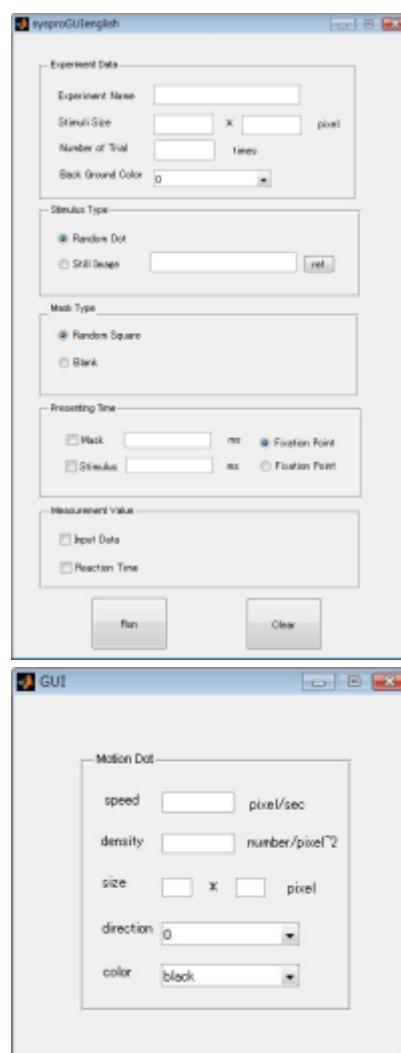 sysproGUIenglish
Experiment Data
Experiment Name
Stimuli Size X pixel
Number of Trial times
Back Ground Color 0
Stimulus Type
Random Dot
Still Image ref
Mask Type
Random Square
Blank
Presenting Time
Mask ms Fixation Point
Stimulus ms Fixation Point
Measurement Value
Input Data
Reaction Time
Run Clear
GUI
Motion Dot
speed pixel/sec
density number/pixel^2
size X pixel
direction 0
color black